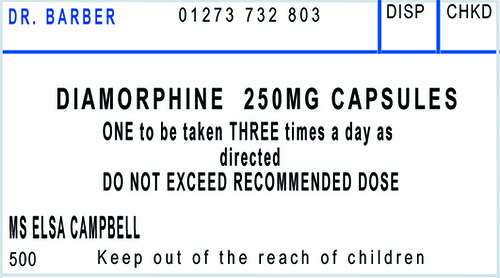 DR. BARBER 01273 732 803 DISP CHKD
DIAMORPHINE 250MG CAPSULES
ONE to be taken THREE times a day as
directed
DO NOT EXCEED RECOMMENDED DOSE
MS ELSA CAMPBELL
500 Keep out of the reach of children